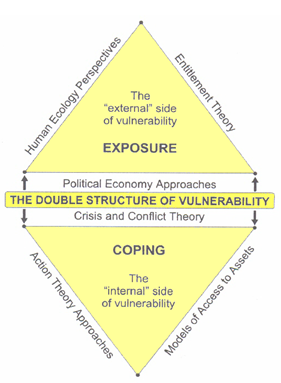 Human Ecology Perspectives
Entitlement Theory
The
"external" side
of vulnerability
EXPOSURE
Political Economy Approaches
THE DOUBLE STRUCTURE OF VULNERABILITY
Crisis and Conflict Theory
COPING
The
"internal" side
of vulnerability
Action Theory Approaches
Models of Access to Assets